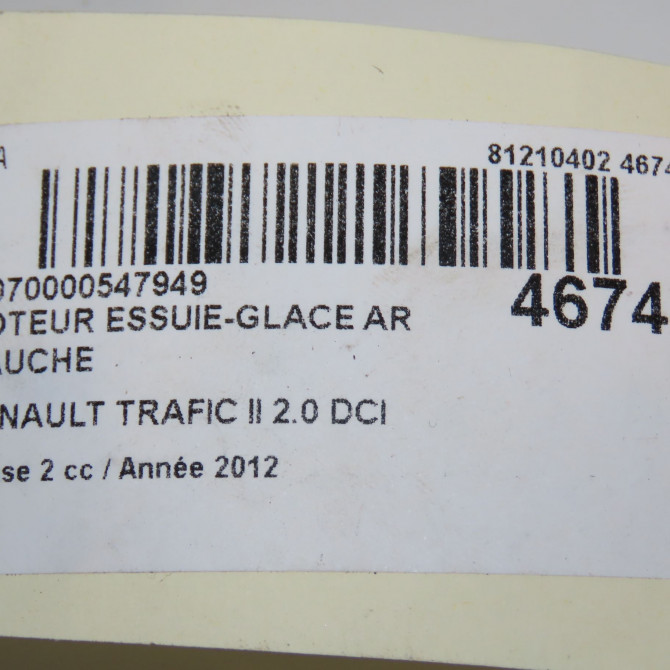 A
81210402 4674
070000547949
4674
OTEUR ESSUIE-GLACE AR
AUCHE
NAULT TRAFIC II 2.0 DCI
se 2 cc / Année 2012